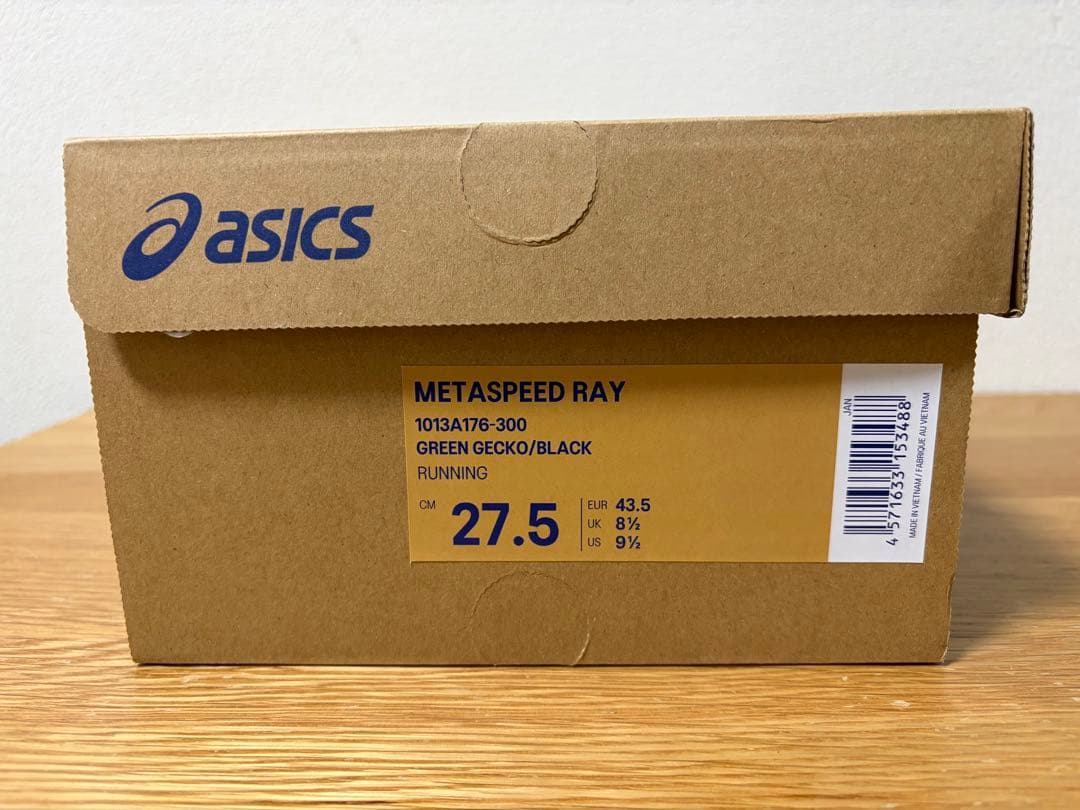 asics
METASPEED RAY
1013A176-300
GREEN GECKO/BLACK
RUNNING
CM 27.5
EUR 43.5
UK 8½
US 9½
JAN
4 571633 153488
MADE IN VIETNAM / FABRIQUE AU VIETNAM